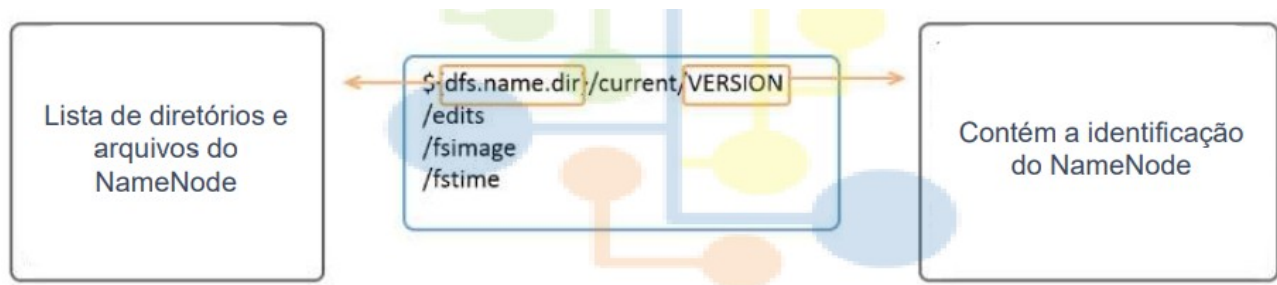 Lista de diretórios e
arquivos do
NameNode
$ dfs.name.dir /current/VERSION
/edits
/fsimage
/fstime
Contém a identificação
do NameNode